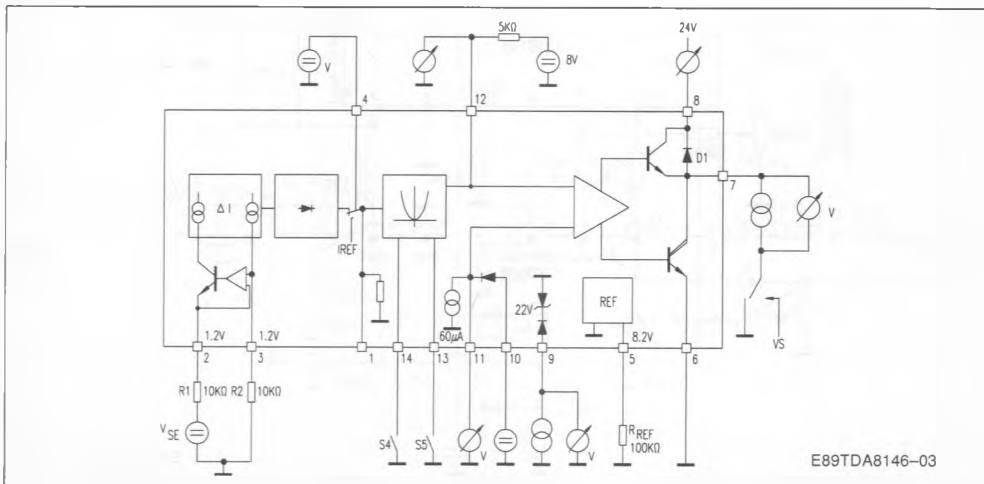 5KΩ
24V
V
8V
4
12
8
D1
7
ΔI
IREF
V
REF
22V
60µA
VS
1.2V
1.2V
8.2V
2
3
1
14
13
11
10
9
5
6
R1
10KΩ
R2
10KΩ
VSE
S4
S5
V
V
RREF
100KΩ
E89TDA8146-03